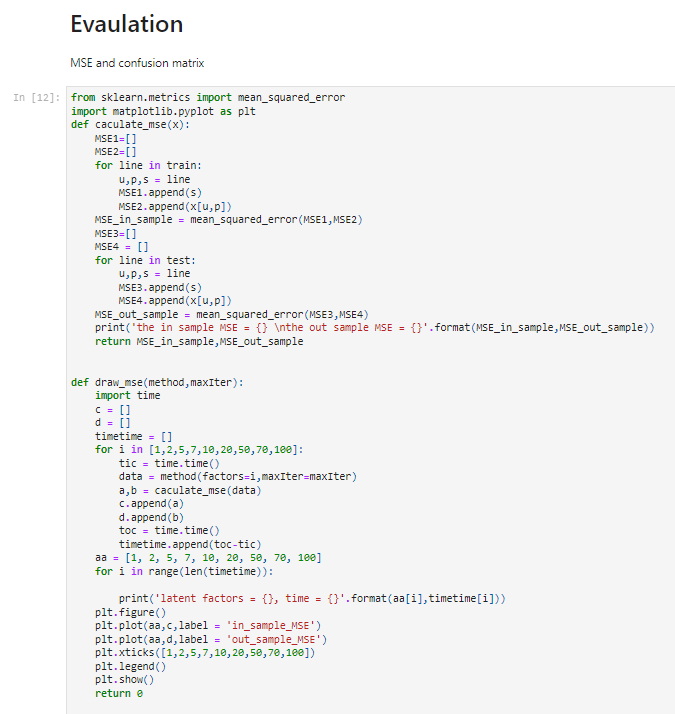 Evaulation
MSE and confusion matrix
In [12]:
from sklearn.metrics import mean_squared_error
import matplotlib.pyplot as plt
def caculate_mse(x):
    MSE1=[]
    MSE2=[]
    for line in train:
        u,p,s = line
        MSE1.append(s)
        MSE2.append(x[u,p])
    MSE_in_sample = mean_squared_error(MSE1,MSE2)
    MSE3=[]
    MSE4 = []
    for line in test:
        u,p,s = line
        MSE3.append(s)
        MSE4.append(x[u,p])
    MSE_out_sample = mean_squared_error(MSE3,MSE4)
    print('the in sample MSE = {} \nthe out sample MSE = {}'.format(MSE_in_sample,MSE_out_sample))
    return MSE_in_sample,MSE_out_sample
def draw_mse(method,maxIter):
    import time
    c = []
    d = []
    timetime = []
    for i in [1,2,5,7,10,20,50,70,100]:
        tic = time.time()
        data = method(factors=i,maxIter=maxIter)
        a,b = caculate_mse(data)
        c.append(a)
        d.append(b)
        toc = time.time()
        timetime.append(toc-tic)
    aa = [1, 2, 5, 7, 10, 20, 50, 70, 100]
    for i in range(len(timetime)):
        print('latent factors = {}, time = {}'.format(aa[i],timetime[i]))
    plt.figure()
    plt.plot(aa,c,label = 'in_sample_MSE')
    plt.plot(aa,d,label = 'out_sample_MSE')
    plt.xticks([1,2,5,7,10,20,50,70,100])
    plt.legend()
    plt.show()
    return 0